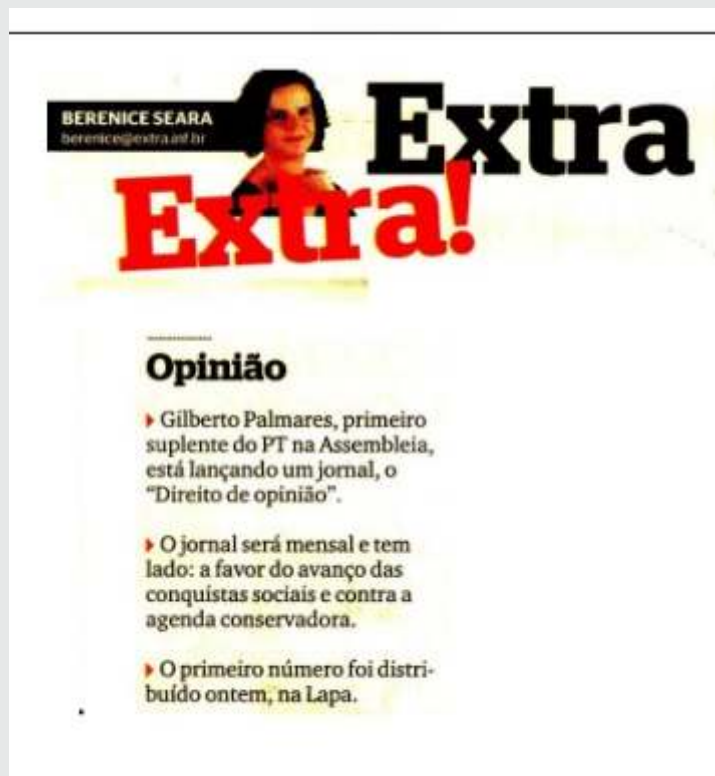 BERENICE SEARA
berenice@extra.inf.br
Extra
Extra!
Opinião
Gilberto Palmares, primeiro
suplente do PT na Assembleia,
está lançando um jornal, o
“Direito de opinião”.
O jornal será mensal e tem
lado: a favor do avanço das
conquistas sociais e contra a
agenda conservadora.
O primeiro número foi distri-
buído ontem, na Lapa.